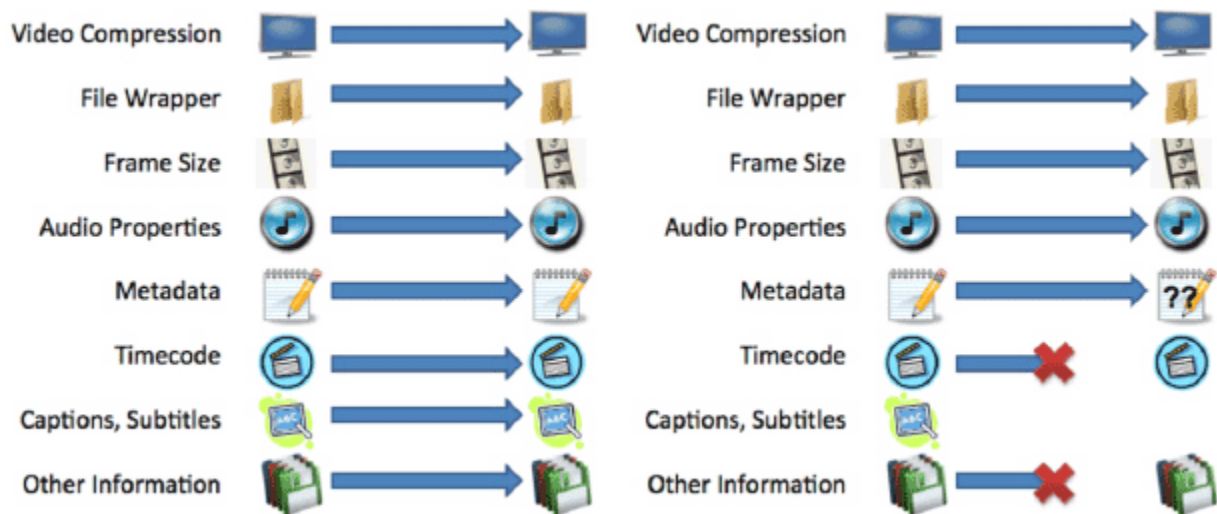 Video Compression
File Wrapper
Frame Size
Audio Properties
Metadata
Timecode
Captions, Subtitles
Other Information
Video Compression
File Wrapper
Frame Size
Audio Properties
Metadata
??
Timecode
Captions, Subtitles
Other Information